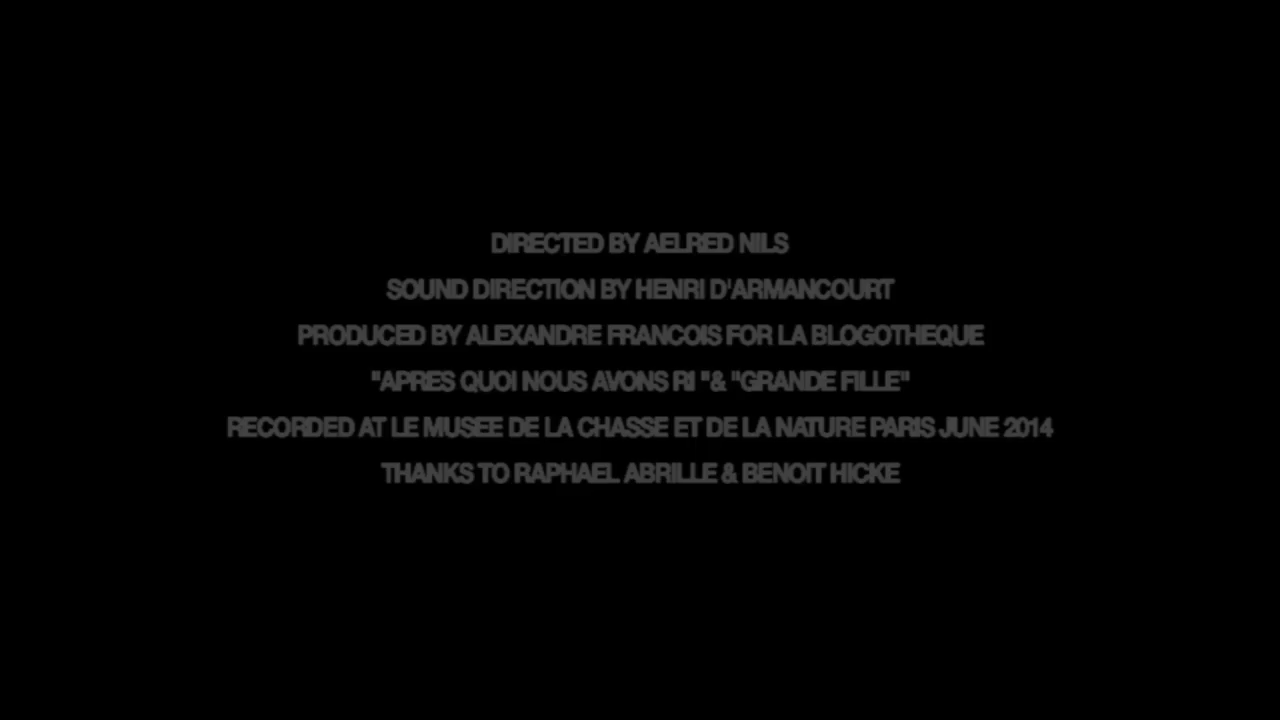 DIRECTED BY AELRED NILS
SOUND DIRECTION BY HENRI D'ARMANCOURT
PRODUCED BY ALEXANDRE FRANCOIS FOR LA BLOGOTHEQUE
"APRES QUOI NOUS AVONS RI "& "GRANDE FILLE"
RECORDED AT LE MUSEE DE LA CHASSE ET DE LA NATURE PARIS JUNE 2014
THANKS TO RAPHAEL ABRILLE & BENOIT HICKE